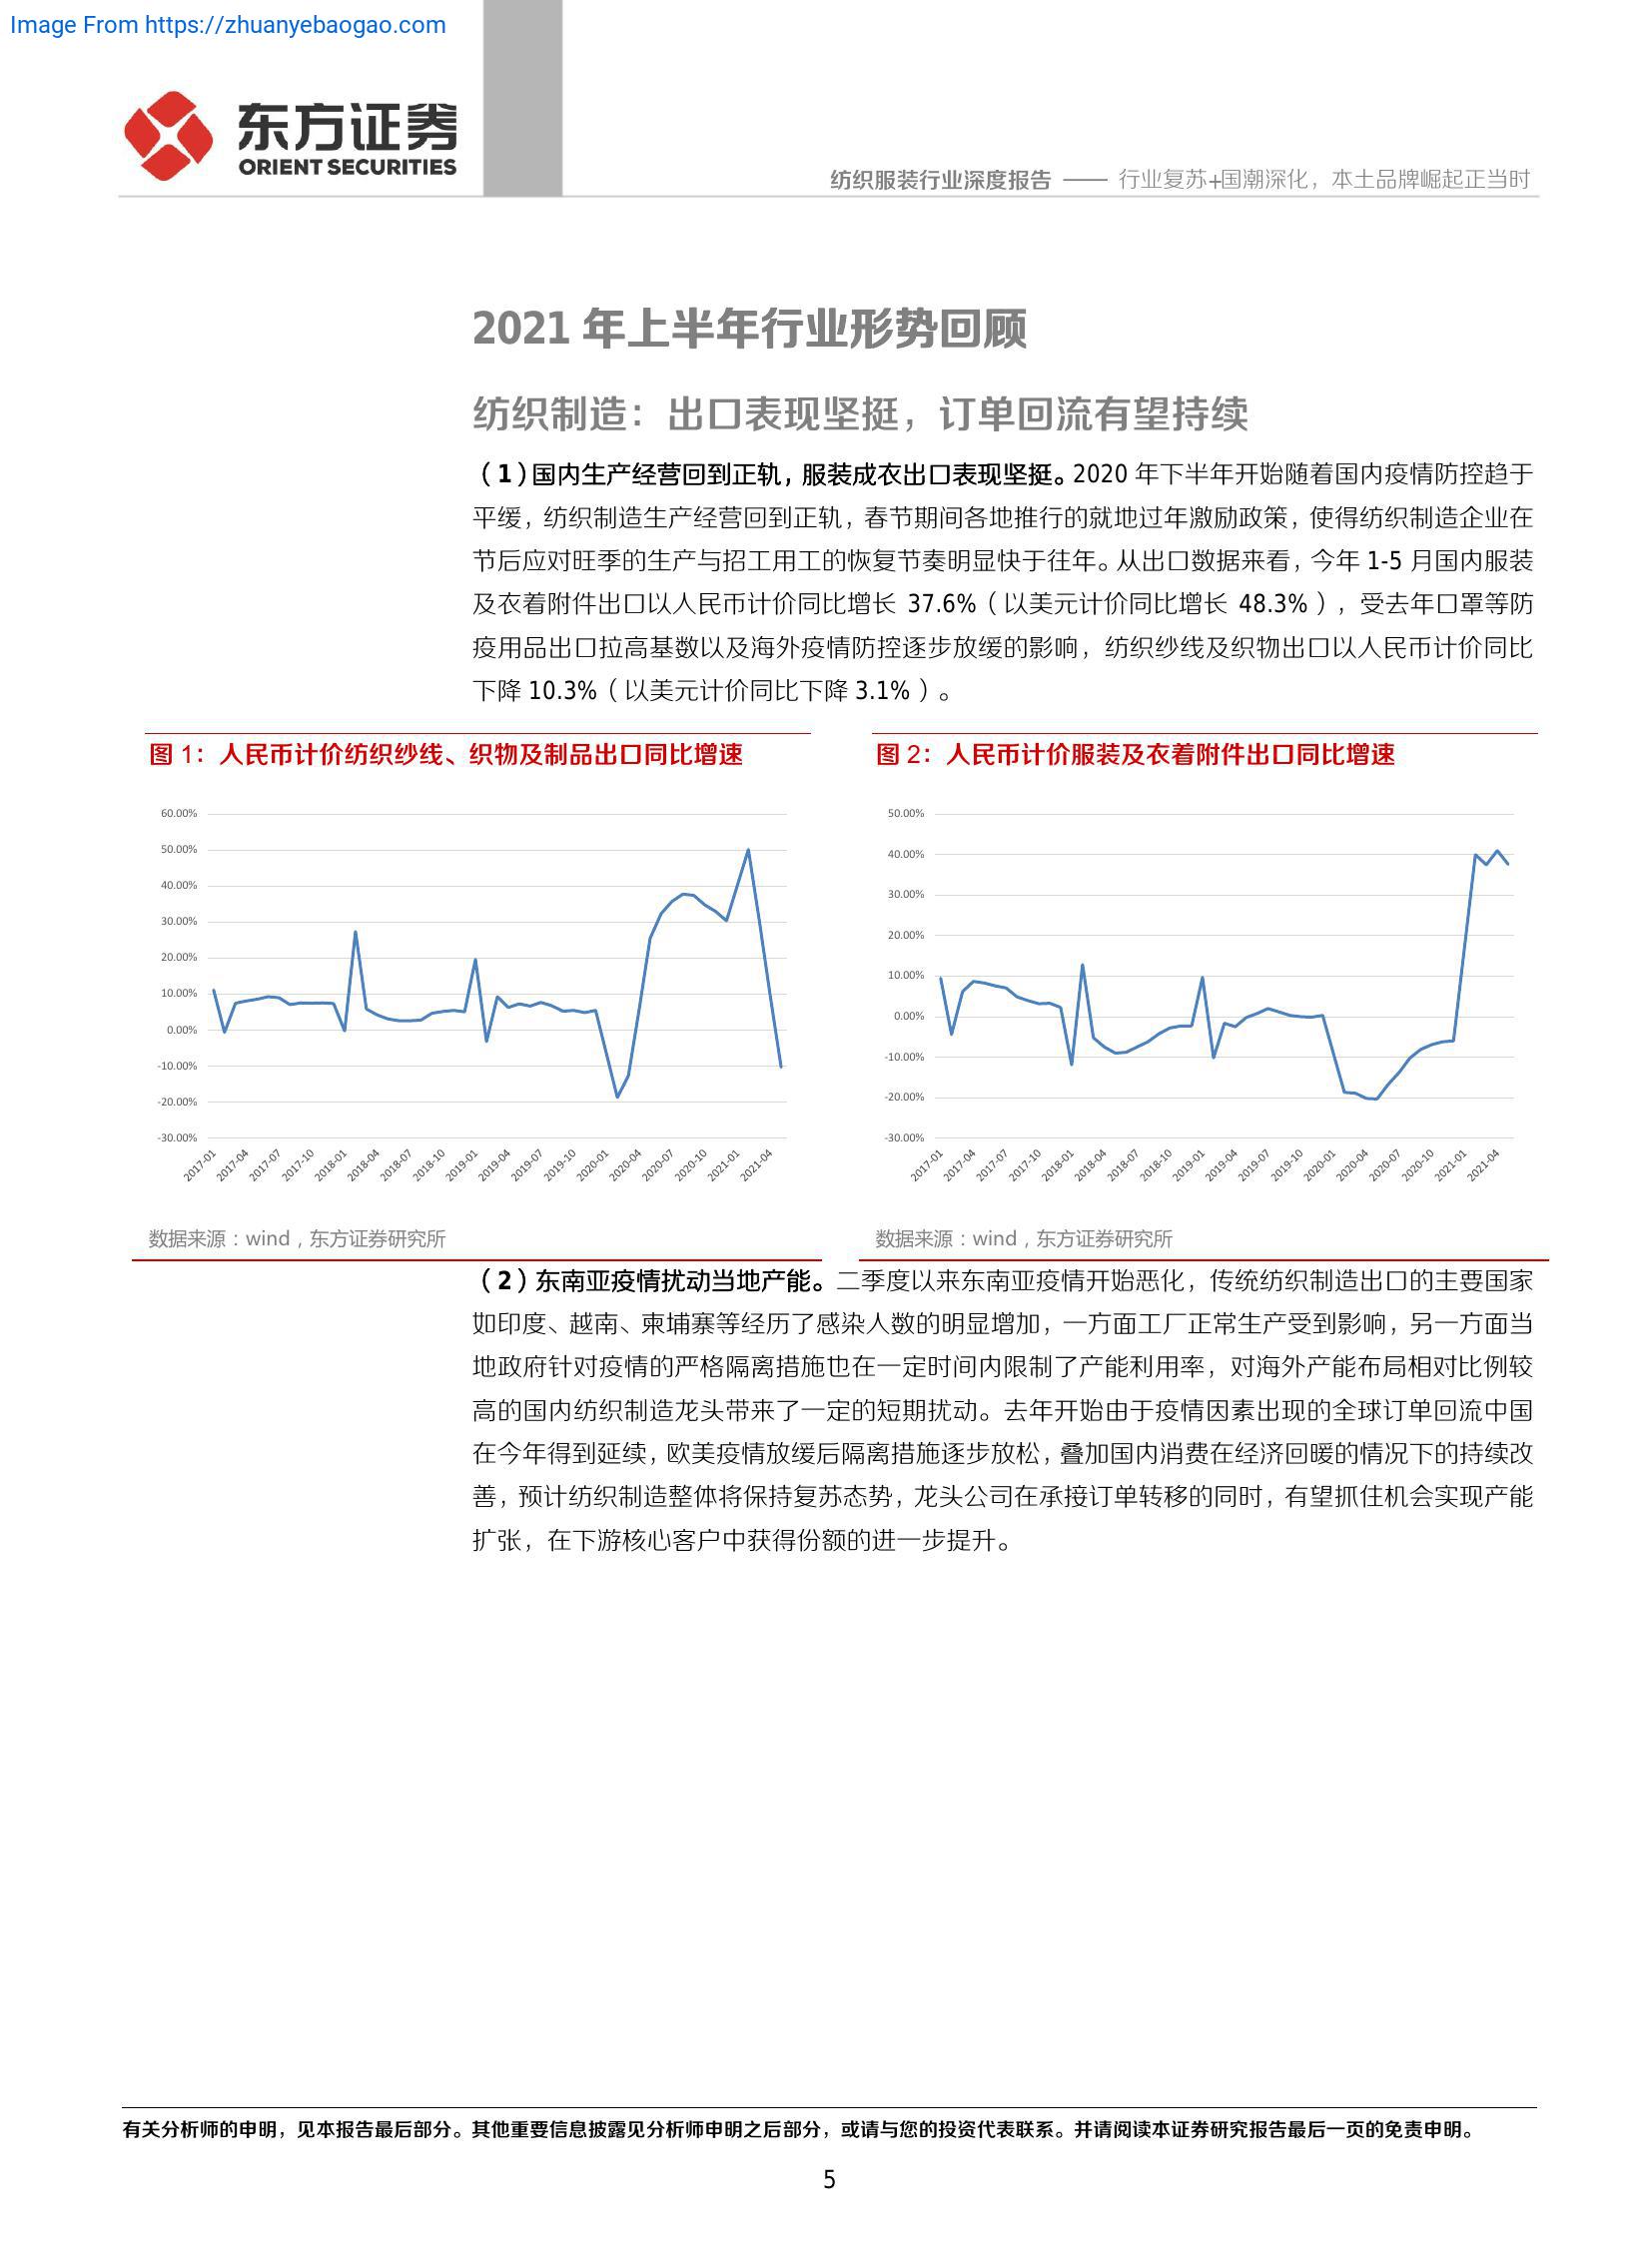 Image From https://zhuanyebaogao.com
东方证券
ORIENT SECURITIES
纺织服装行业深度报告 —— 行业复苏+国潮深化，本土品牌崛起正当时
2021 年上半年行业形势回顾
纺织制造：出口表现坚挺，订单回流有望持续
（1）国内生产经营回到正轨，服装成衣出口表现坚挺。2020 年下半年开始随着国内疫情防控趋于
平缓，纺织制造生产经营回到正轨，春节期间各地推行的就地过年激励政策，使得纺织制造企业在
节后应对旺季的生产与招工用工的恢复节奏明显快于往年。从出口数据来看，今年 1-5 月国内服装
及衣着附件出口以人民币计价同比增长 37.6%（以美元计价同比增长 48.3%），受去年口罩等防
疫用品出口拉高基数以及海外疫情防控逐步放缓的影响，纺织纱线及织物出口以人民币计价同比
下降 10.3%（以美元计价同比下降 3.1%）。
图 1：人民币计价纺织纱线、织物及制品出口同比增速
60.00%
50.00%
40.00%
30.00%
20.00%
10.00%
0.00%
-10.00%
-20.00%
-30.00%
2017-01
2017-04
2017-07
2017-10
2018-01
2018-04
2018-07
2018-10
2019-01
2019-04
2019-07
2019-10
2020-01
2020-04
2020-07
2020-10
2021-01
2021-04
数据来源：wind，东方证券研究所
图 2：人民币计价服装及衣着附件出口同比增速
50.00%
40.00%
30.00%
20.00%
10.00%
0.00%
-10.00%
-20.00%
-30.00%
2017-01
2017-04
2017-07
2017-10
2018-01
2018-04
2018-07
2018-10
2019-01
2019-04
2019-07
2019-10
2020-01
2020-04
2020-07
2020-10
2021-01
2021-04
数据来源：wind，东方证券研究所
（2）东南亚疫情扰动当地产能。二季度以来东南亚疫情开始恶化，传统纺织制造出口的主要国家
如印度、越南、柬埔寨等经历了感染人数的明显增加，一方面工厂正常生产受到影响，另一方面当
地政府针对疫情的严格隔离措施也在一定时间内限制了产能利用率，对海外产能布局相对比例较
高的国内纺织制造龙头带来了一定的短期扰动。去年开始由于疫情因素出现的全球订单回流中国
在今年得到延续，欧美疫情放缓后隔离措施逐步放松，叠加国内消费在经济回暖的情况下的持续改
善，预计纺织制造整体将保持复苏态势，龙头公司在承接订单转移的同时，有望抓住机会实现产能
扩张，在下游核心客户中获得份额的进一步提升。
有关分析师的申明，见本报告最后部分。其他重要信息披露见分析师申明之后部分，或请与您的投资代表联系。并请阅读本证券研究报告最后一页的免责申明。
5